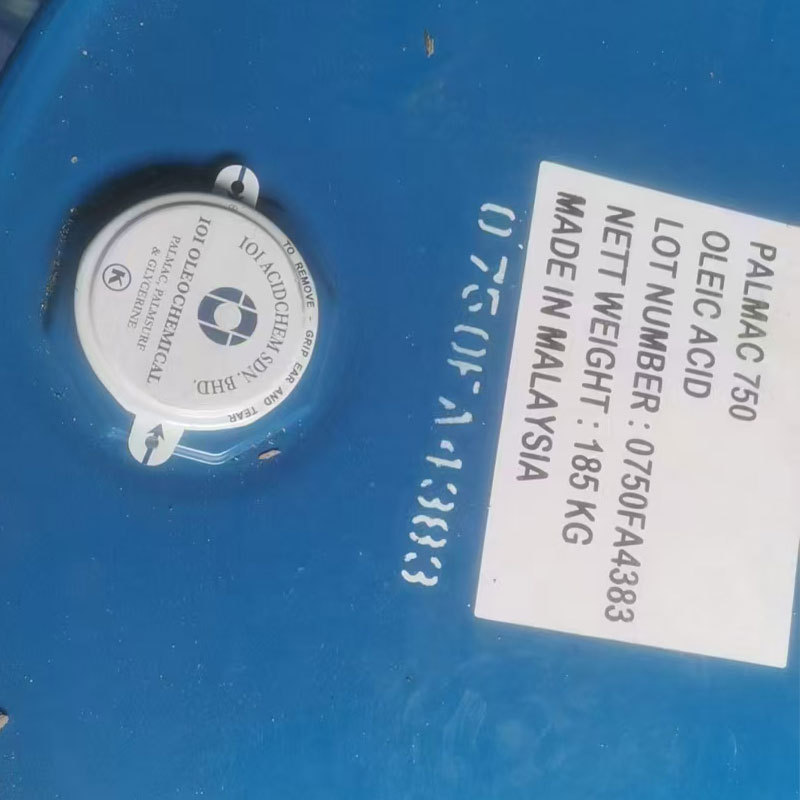 PALMAC 750
OLEIC ACID
LOT NUMBER : 0750FA4383
NETT WEIGHT : 185 KG
MADE IN MALAYSIA
0750FA4383
TO REMOVE - GRIP EAR AND TEAR
IOI ACIDCHEM SDN. BHD.
IOI OLEOCHEMICAL
PALMAC, PALMSURF
& GLYCERINE
K